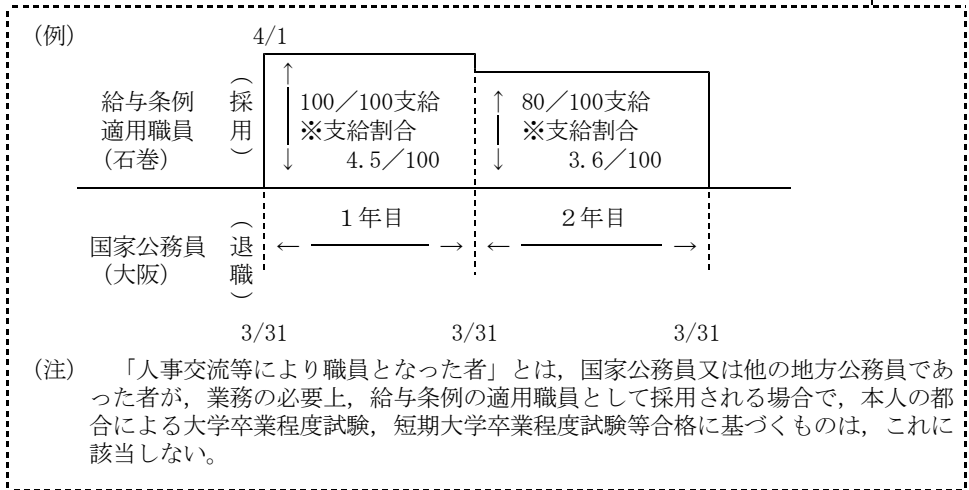 (例) 4/1
給与条例
適用職員
(石巻)
(採用)
↑
↓
100／100支給
※支給割合
4.5／100
↑
↓
80／100支給
※支給割合
3.6／100
国家公務員
(大阪)
(退職)
1年目
← →
2年目
← →
3/31 3/31 3/31
(注) 「人事交流等により職員となった者」とは，国家公務員又は他の地方公務員であ
った者が，業務の必要上，給与条例の適用職員として採用される場合で，本人の都
合による大学卒業程度試験，短期大学卒業程度試験等合格に基づくものは，これに
該当しない。